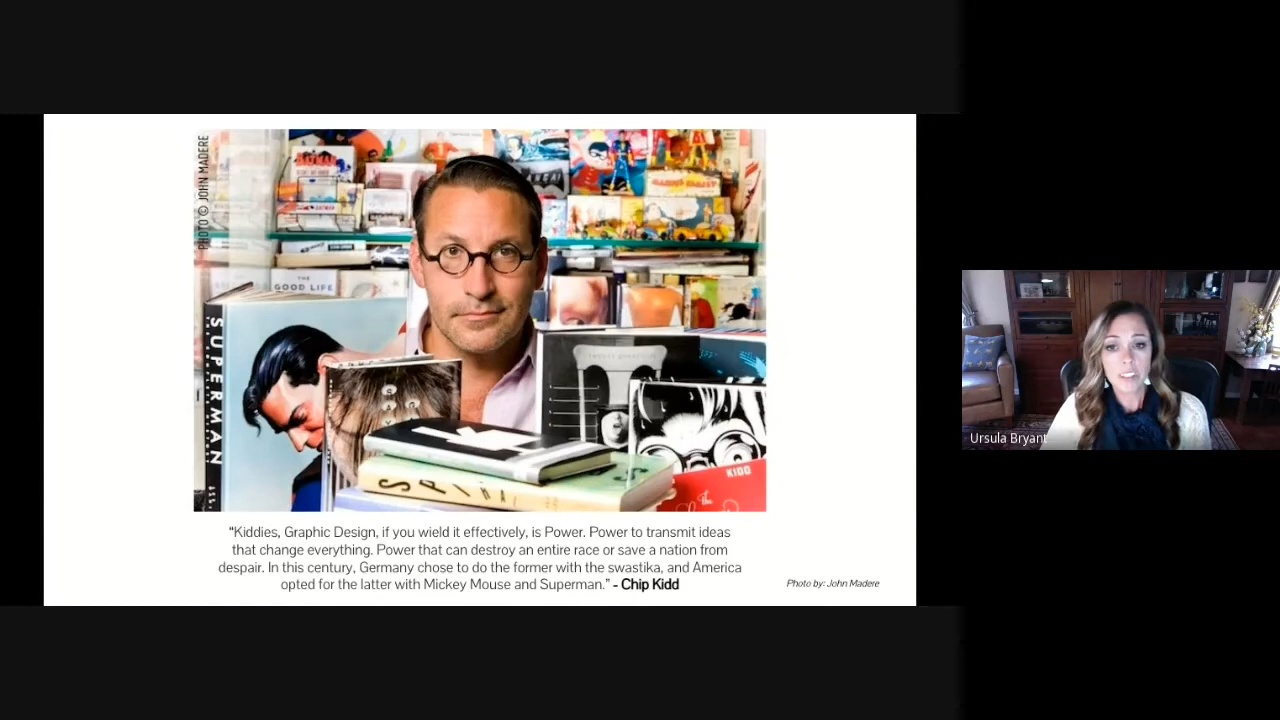 PHOTO © JOHN MADERE
BATMAN
THE
GOOD LIFE
SUPERMAN
KIDD
The
“Kiddies, Graphic Design, if you wield it effectively, is Power. Power to transmit ideas
that change everything. Power that can destroy an entire race or save a nation from
despair. In this century, Germany chose to do the former with the swastika, and America
opted for the latter with Mickey Mouse and Superman.” - Chip Kidd
Photo by: John Madere
Ursula Bryant